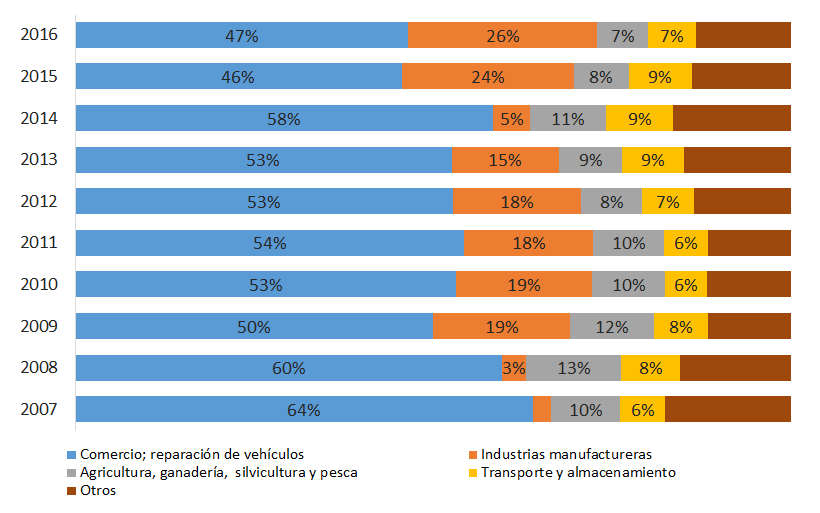 2016 47% 26% 7% 7%
2015 46% 24% 8% 9%
2014 58% 5% 11% 9%
2013 53% 15% 9% 9%
2012 53% 18% 8% 7%
2011 54% 18% 10% 6%
2010 53% 19% 10% 6%
2009 50% 19% 12% 8%
2008 60% 3% 13% 8%
2007 64% 10% 6%
Comercio; reparación de vehículos Industrias manufactureras
Agricultura, ganadería, silvicultura y pesca Transporte y almacenamiento
Otros